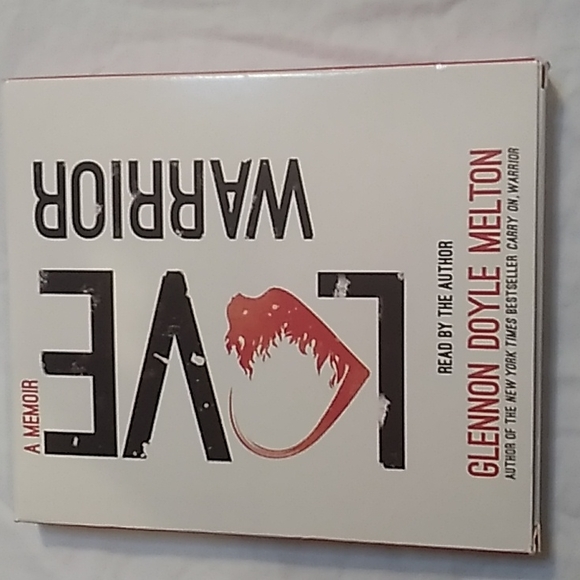 A MEMOIR
LOVE
WARRIOR
READ BY THE AUTHOR
GLENNON DOYLE MELTON
AUTHOR OF THE NEW YORK TIMES BESTSELLER CARRY ON, WARRIOR